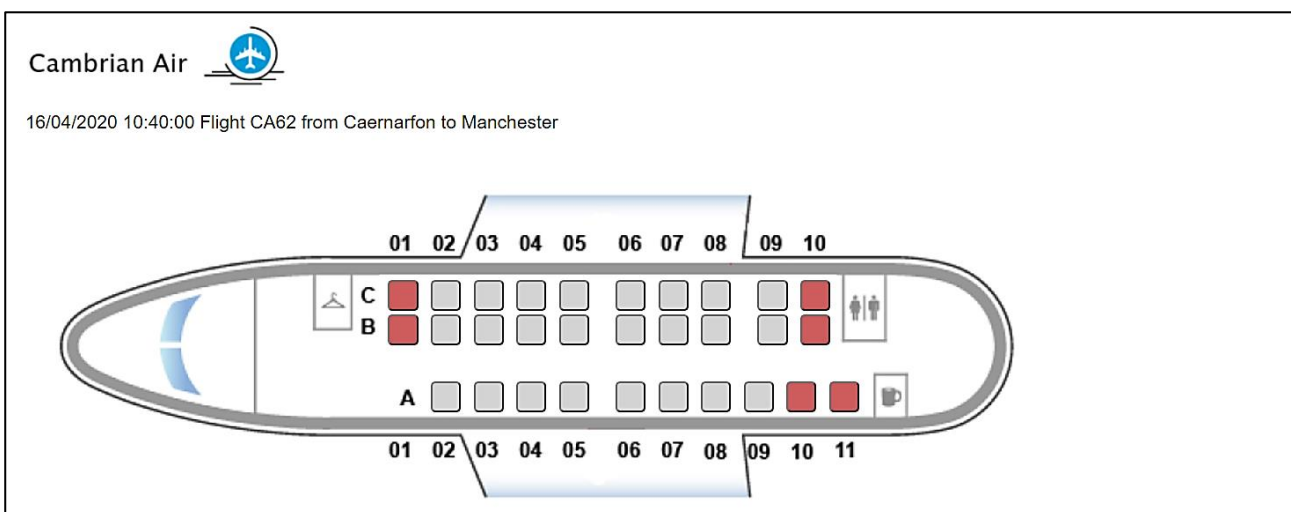 Cambrian Air
16/04/2020 10:40:00 Flight CA62 from Caernarfon to Manchester
01 02 03 04 05 06 07 08 09 10
C
B
A
01 02 03 04 05 06 07 08 09 10 11